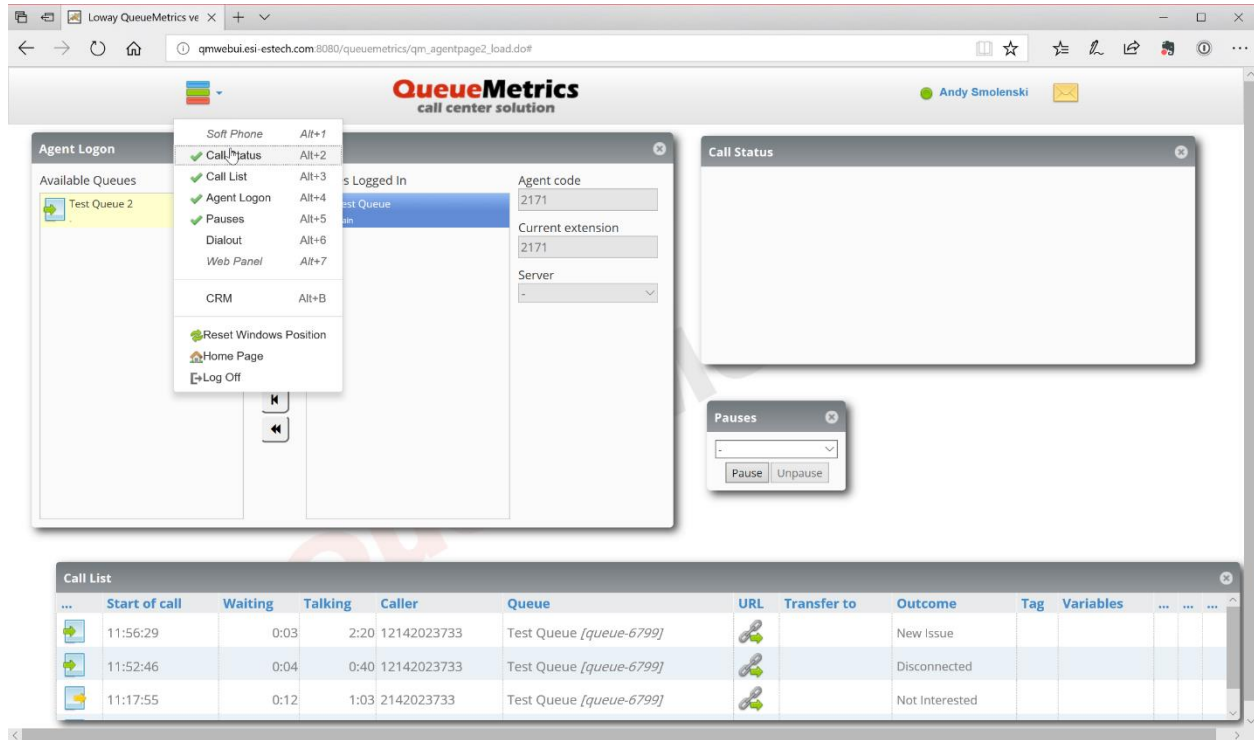 Loway QueueMetrics ve
qmwebui.esi-estech.com:8080/queuemetrics/qm_agentpage2_load.do#
QueueMetrics
call center solution
Andy Smolenski
Soft Phone Alt+1
Call Status Alt+2
Call List Alt+3
Agent Logon Alt+4
Pauses Alt+5
Dialout Alt+6
Web Panel Alt+7
CRM Alt+B
Reset Windows Position
Home Page
Log Off
Agent Logon
Available Queues
Test Queue 2
s Logged In
est Queue
ain
Agent code
2171
Current extension
2171
Server
-
Call Status
Pauses
-
Pause Unpause
Call List
... Start of call Waiting Talking Caller Queue URL Transfer to Outcome Tag Variables ... ... ...
11:56:29 0:03 2:20 12142023733 Test Queue [queue-6799] New Issue
11:52:46 0:04 0:40 12142023733 Test Queue [queue-6799] Disconnected
11:17:55 0:12 1:03 2142023733 Test Queue [queue-6799] Not Interested